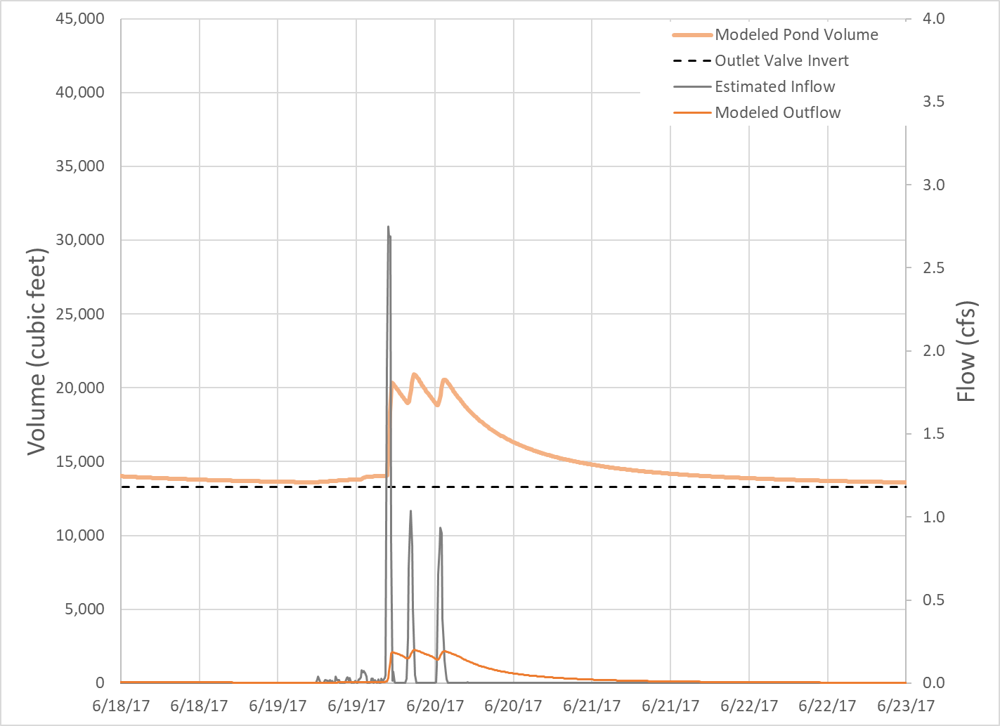 45,000
40,000
35,000
30,000
25,000
20,000
15,000
10,000
5,000
0
Volume (cubic feet)
Modeled Pond Volume
Outlet Valve Invert
Estimated Inflow
Modeled Outflow
4.0
3.5
3.0
2.5
2.0
1.5
1.0
0.5
0.0
Flow (cfs)
6/18/17 6/18/17 6/19/17 6/19/17 6/20/17 6/20/17 6/21/17 6/21/17 6/22/17 6/22/17 6/23/17